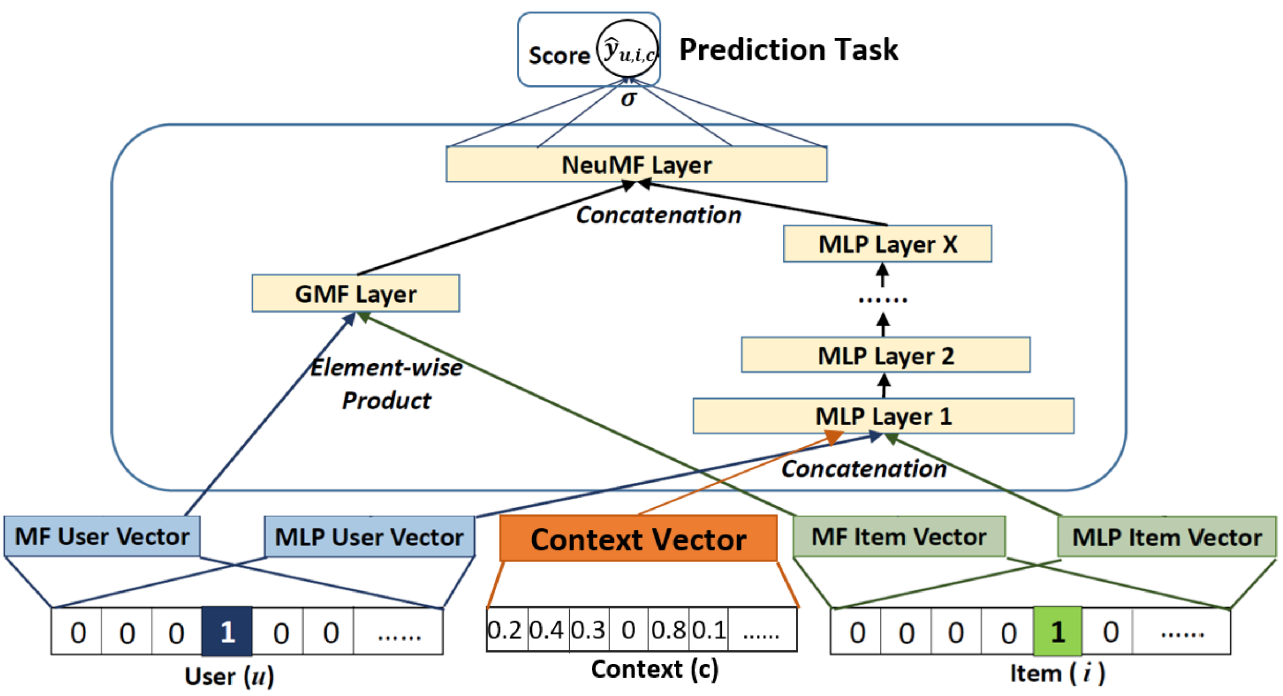 Score ŷu,i,c Prediction Task
σ
NeuMF Layer
Concatenation
MLP Layer X
GMF Layer
......
Element-wise
Product
MLP Layer 2
MLP Layer 1
Concatenation
MF User Vector MLP User Vector Context Vector MF Item Vector MLP Item Vector
0 0 0 1 0 0 ...... 0.2 0.4 0.3 0 0.8 0.1 ...... 0 0 0 0 1 0 ......
User (u) Context (c) Item ( i )